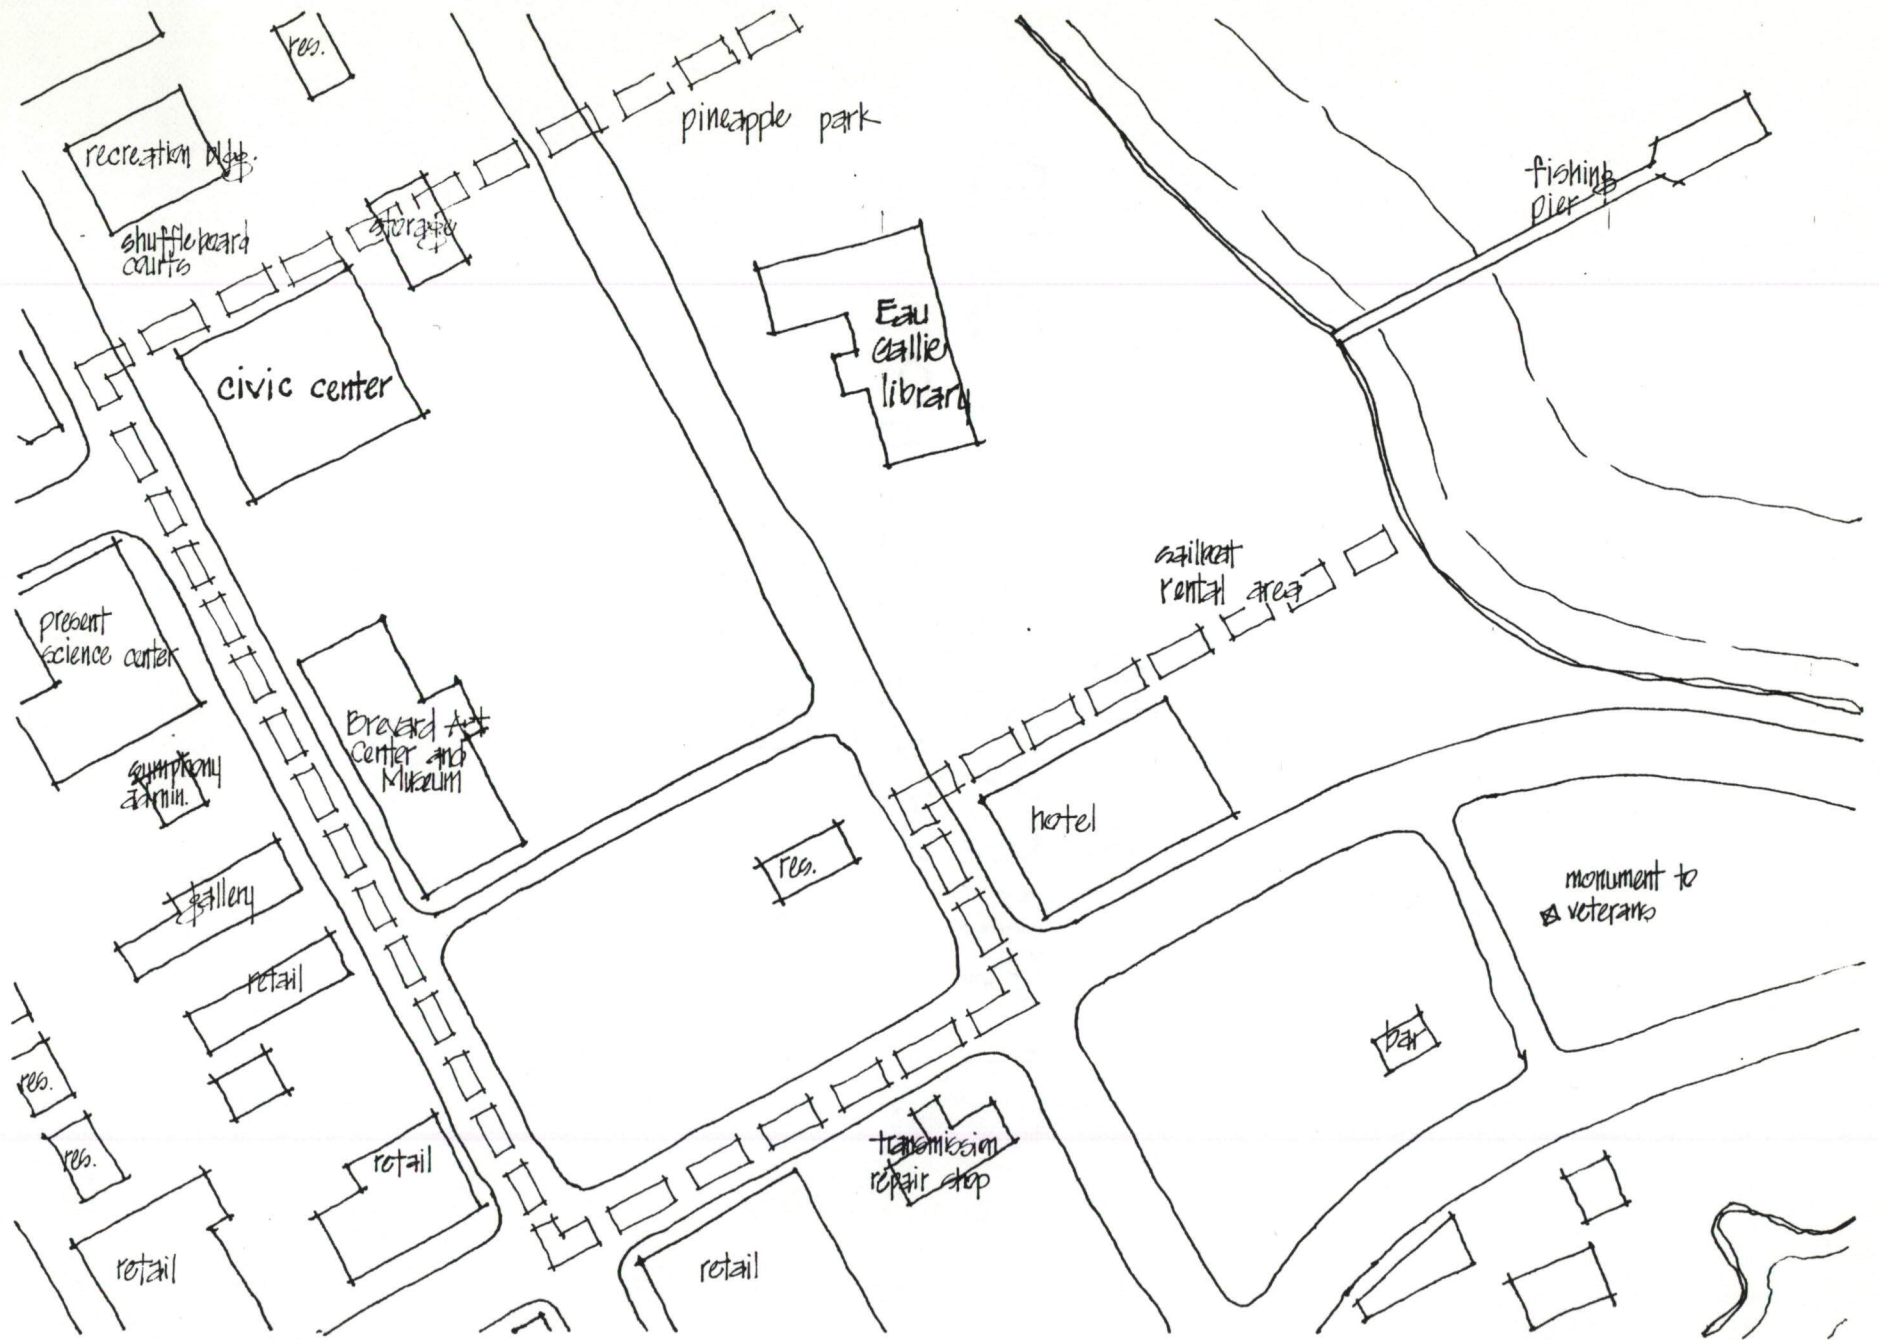 res.
pineapple park
recreation bldg.
shuffleboard
courts
storage
fishing
pier
Eau
Gallie
library
civic center
sailboat
rental area
present
science center
Brevard Art
Center and
Museum
symphony
admin.
hotel
res.
gallery
monument to
veterans
retail
bar
res.
res.
retail
transmission
repair shop
retail
retail